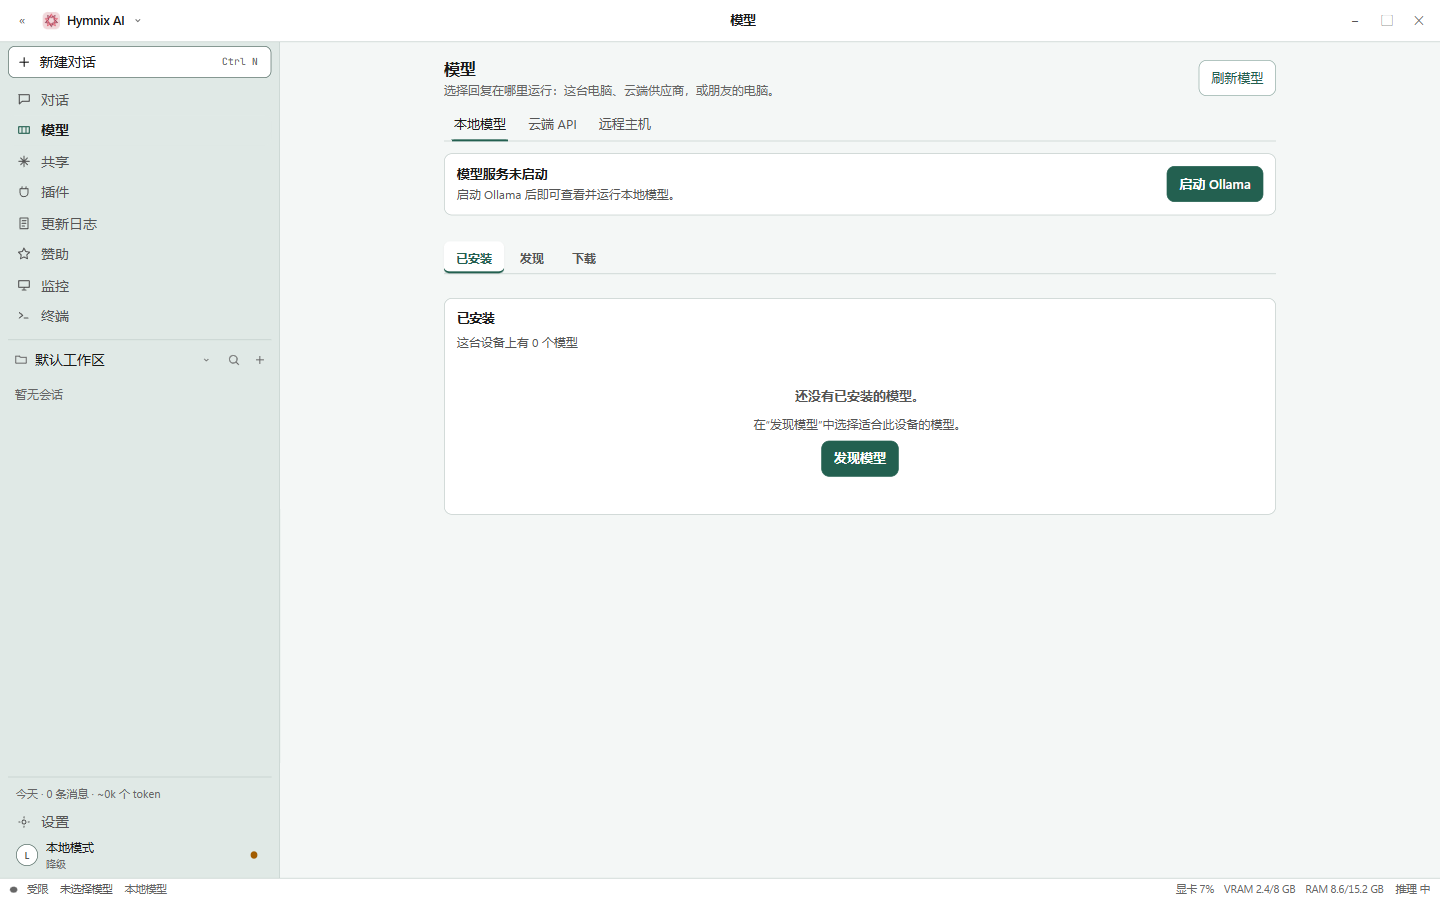 «
Hymnix AI
模型
新建对话 Ctrl N
对话
模型
共享
插件
更新日志
赞助
监控
终端
默认工作区
暂无会话
今天 · 0 条消息 · ~0k 个 token
设置
L
本地模式
降级
模型
选择回复在哪里运行：这台电脑、云端供应商，或朋友的电脑。
刷新模型
本地模型 云端 API 远程主机
模型服务未启动
启动 Ollama 后即可查看并运行本地模型。
启动 Ollama
已安装 发现 下载
已安装
这台设备上有 0 个模型
还没有已安装的模型。
在"发现模型"中选择适合此设备的模型。
发现模型
受限 未选择模型 本地模型
显卡 7% VRAM 2.4/8 GB RAM 8.6/15.2 GB 推理 中